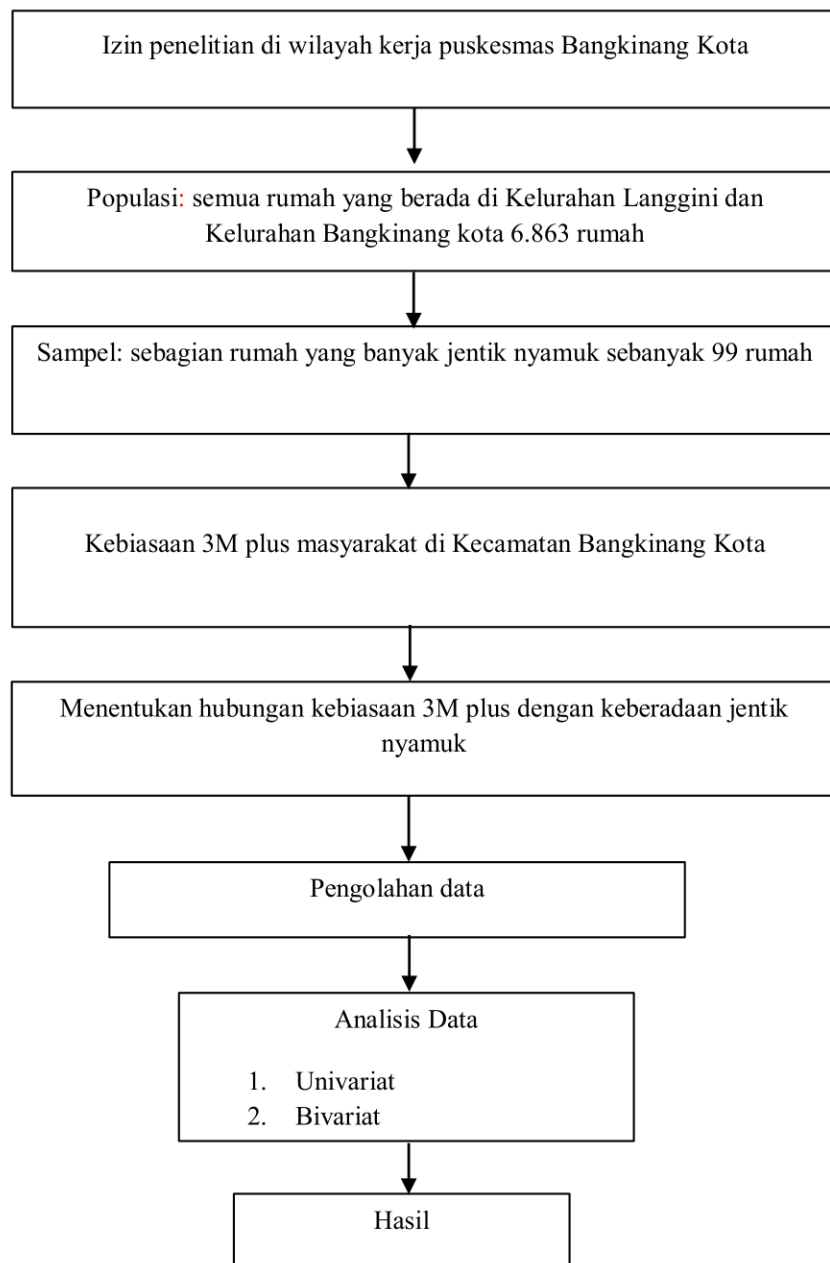 Izin penelitian di wilayah kerja puskesmas Bangkinang Kota
Populasi: semua rumah yang berada di Kelurahan Langgini dan
Kelurahan Bangkinang kota 6.863 rumah
Sampel: sebagian rumah yang banyak jentik nyamuk sebanyak 99 rumah
Kebiasaan 3M plus masyarakat di Kecamatan Bangkinang Kota
Menentukan hubungan kebiasaan 3M plus dengan keberadaan jentik
nyamuk
Pengolahan data
Analisis Data
1. Univariat
2. Bivariat
Hasil